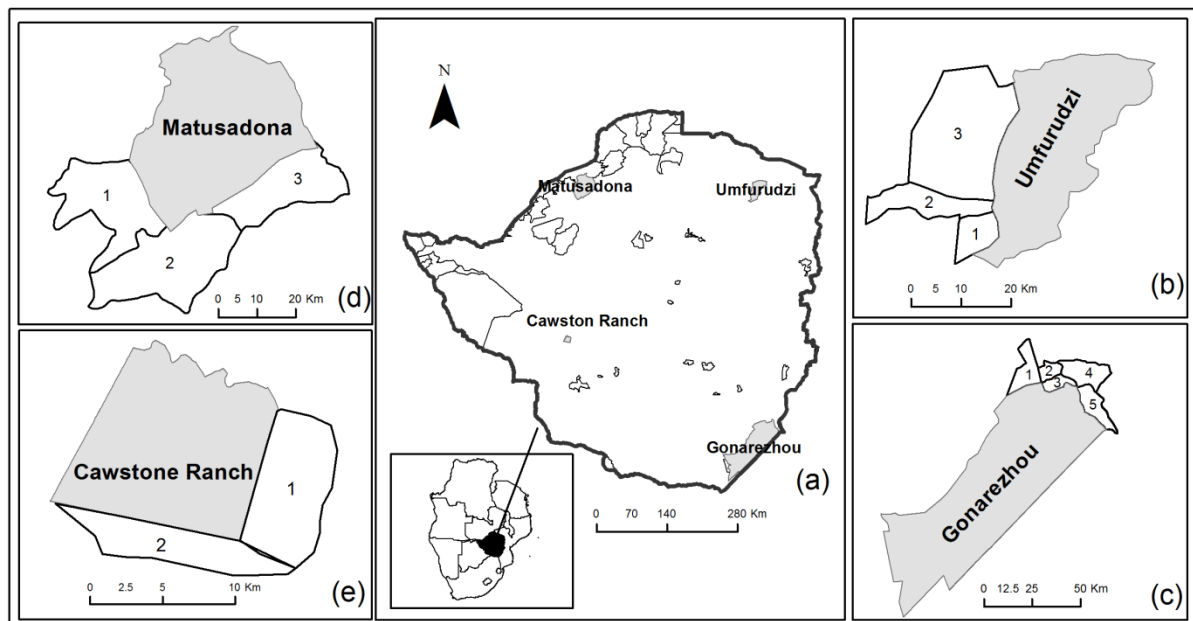 Matusadona
1
2
3
0 5 10 20 Km
(d)
Cawstone Ranch
1
2
0 2.5 5 10 Km
(e)
N
Matusadona
Umfurudzi
Cawston Ranch
Gonarezhou
(a)
0 70 140 280 Km
Umfurudzi
3
2
1
0 5 10 20 Km
(b)
1
2
3
4
5
Gonarezhou
0 12.5 25 50 Km
(c)